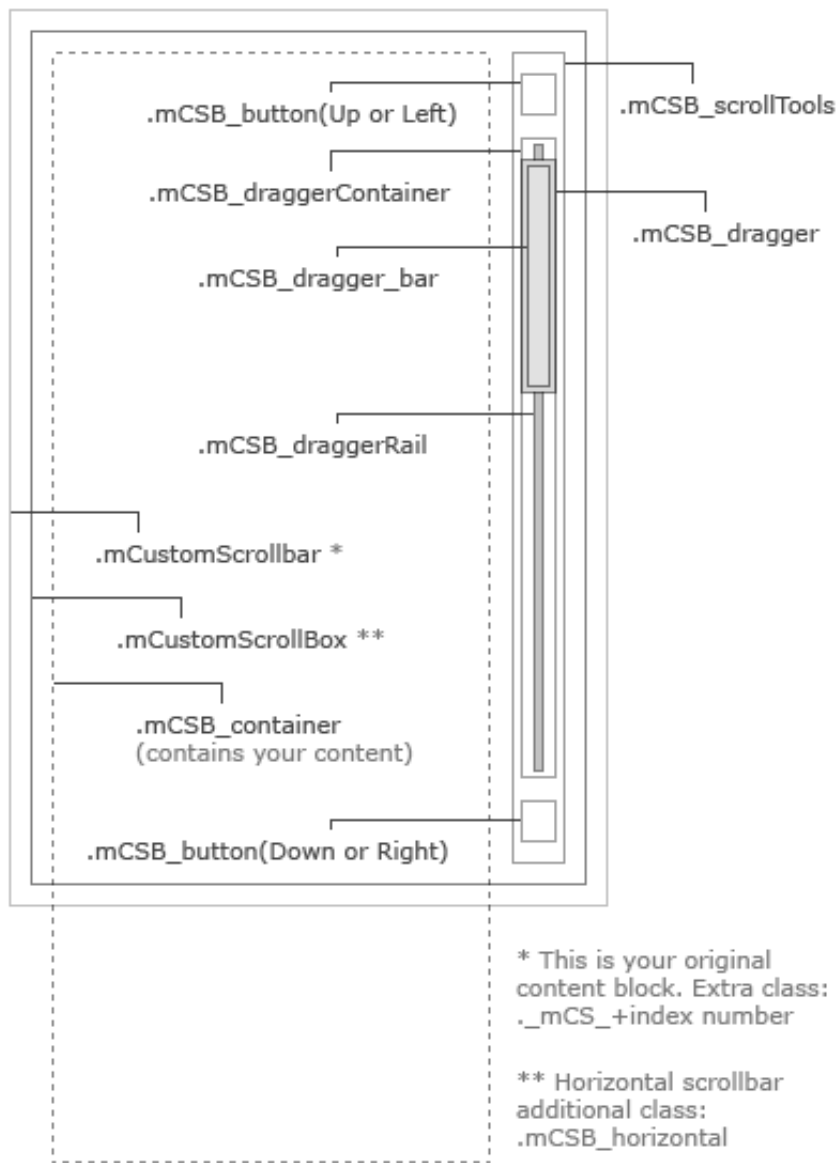 .mCSB_button(Up or Left)
.mCSB_scrollTools
.mCSB_draggerContainer
.mCSB_dragger
.mCSB_dragger_bar
.mCSB_draggerRail
.mCustomScrollbar *
.mCustomScrollBox **
.mCSB_container
(contains your content)
.mCSB_button(Down or Right)
* This is your original
content block. Extra class:
._mCS_+index number
** Horizontal scrollbar
additional class:
.mCSB_horizontal